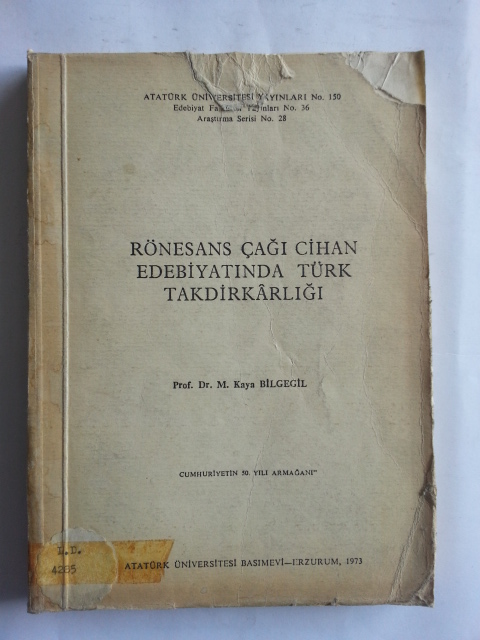 ATATÜRK ÜNİVERSİTESİ YAYINLARI No. 150
Edebiyat Yayınları No. 36
Araştırma Serisi No. 28
RÖNESANS ÇAĞI CİHAN
EDEBİYATINDA TÜRK
TAKDİRKÂRLIĞI
Prof. Dr. M. Kaya BİLGEGİL
CUMHURİYETİN 50. YILI ARMAĞANI"
4285
ATATÜRK ÜNİVERSİTESİ BASIMEVİ—ERZURUM, 1973